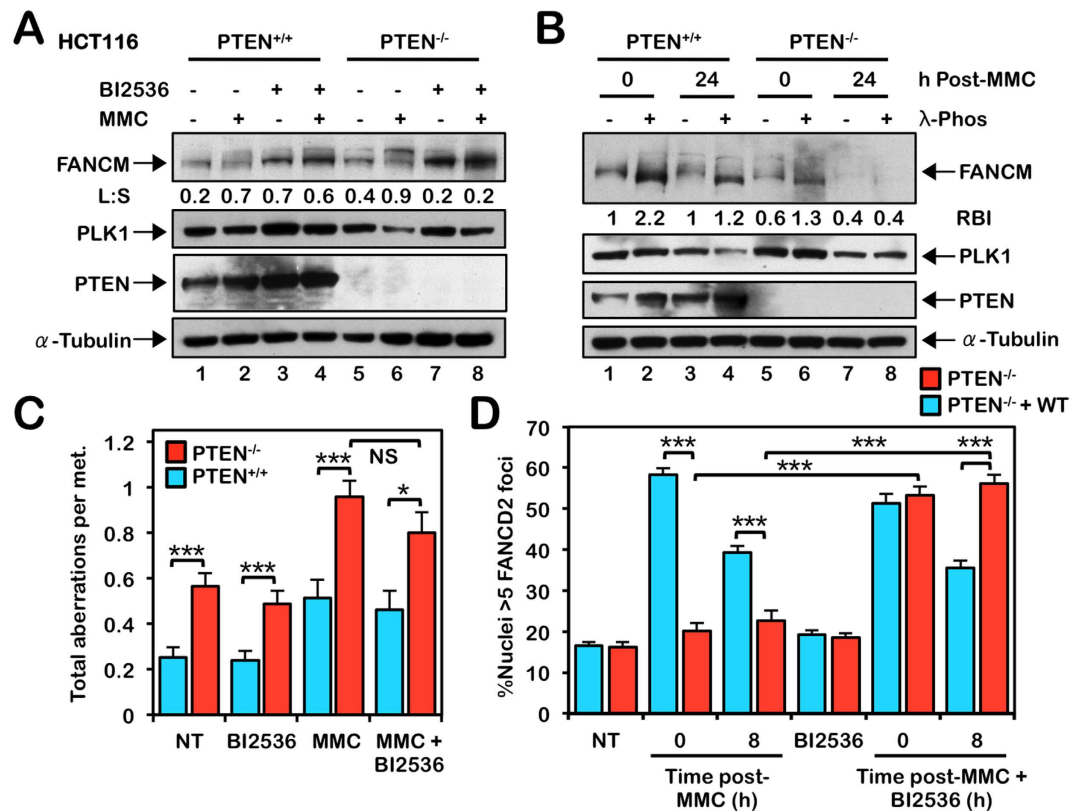 A
HCT116
PTEN+/+ PTEN-/-
BI2536 - - + + - - + +
MMC - + - + - + - +
FANCM
L:S 0.2 0.7 0.7 0.6 0.4 0.9 0.2 0.2
PLK1
PTEN
α-Tubulin
1 2 3 4 5 6 7 8
B
PTEN+/+ PTEN-/-
0 24 0 24 h Post-MMC
- + - + - + - + λ-Phos
FANCM
1 2.2 1 1.2 0.6 1.3 0.4 0.4 RBI
PLK1
PTEN
α-Tubulin
1 2 3 4 5 6 7 8
C
Total aberrations per met.
1.2
1
0.8
0.6
0.4
0.2
0
PTEN-/-
PTEN+/+
***
***
***
NS
*
NT BI2536 MMC MMC + BI2536
D
PTEN-/-
PTEN-/- + WT
%Nuclei >5 FANCD2 foci
70
60
50
40
30
20
10
0
***
***
***
***
***
NT 0 8 BI2536 0 8
Time post-MMC (h)
Time post-MMC + BI2536 (h)